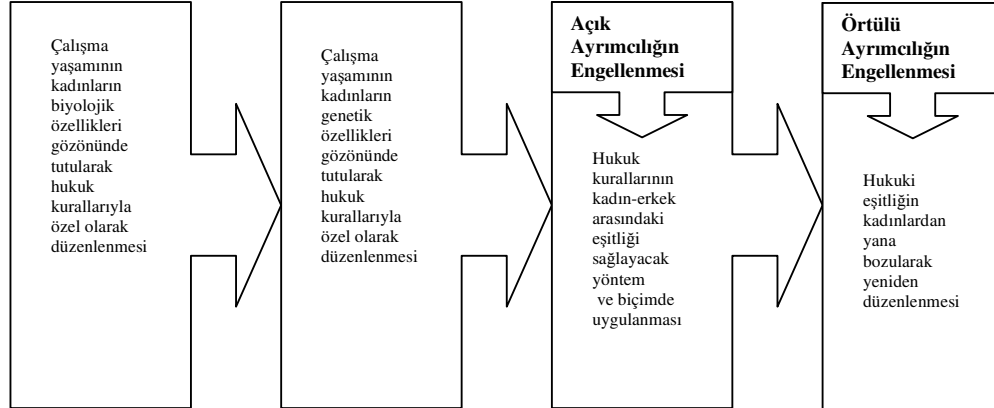 Çalışma
yaşamının
kadınların
biyolojik
özellikleri
gözönünde
tutularak
hukuk
kurallarıyla
özel olarak
düzenlenmesi
Çalışma
yaşamının
kadınların
genetik
özellikleri
gözönünde
tutularak
hukuk
kurallarıyla
özel olarak
düzenlenmesi
Açık
Ayrımcılığın
Engellenmesi
Hukuk
kurallarının
kadın-erkek
arasındaki
eşitliği
sağlayacak
yöntem
ve biçimde
uygulanması
Örtülü
Ayrımcılığın
Engellenmesi
Hukuki
eşitliğin
kadınlardan
yana
bozularak
yeniden
düzenlenmesi